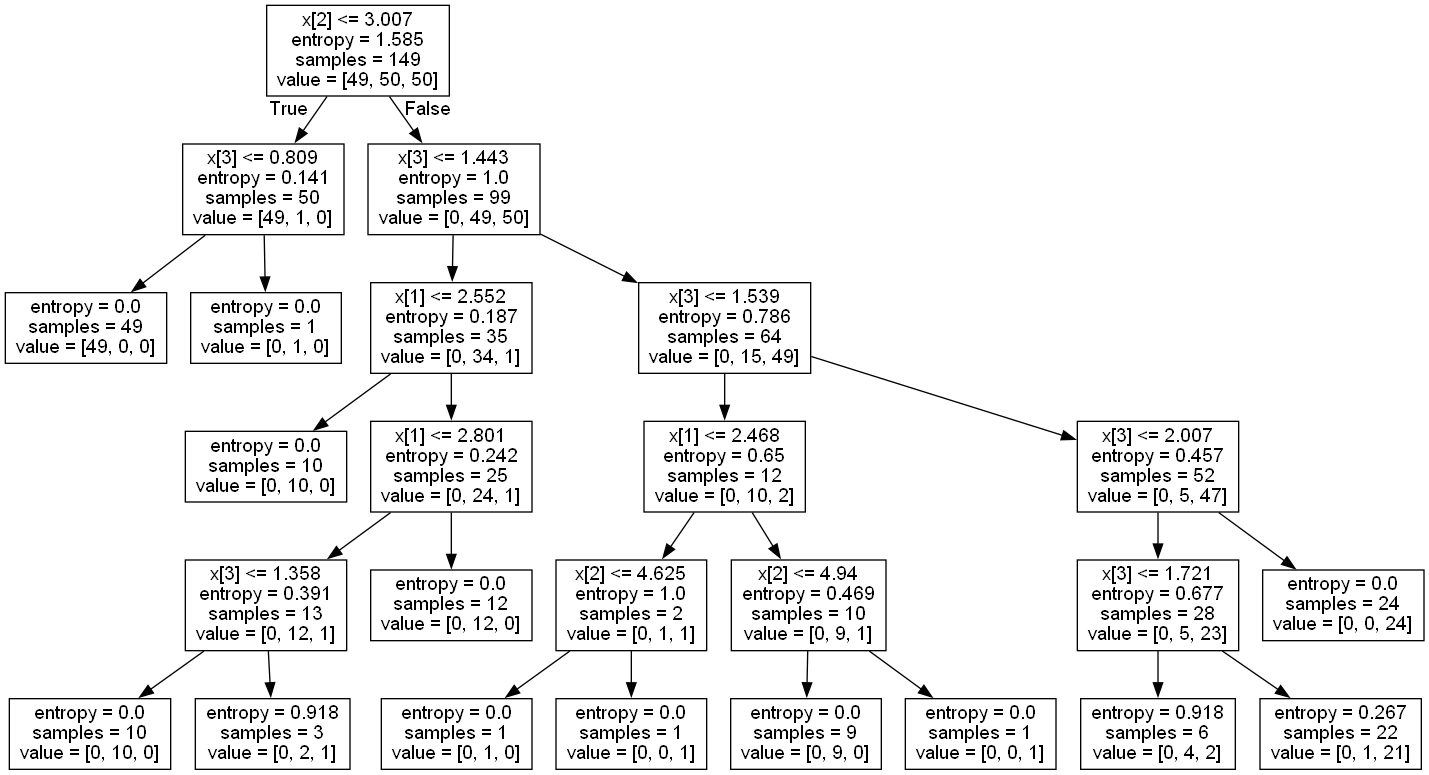 x[2] <= 3.007
entropy = 1.585
samples = 149
value = [49, 50, 50]
True
False
x[3] <= 0.809
entropy = 0.141
samples = 50
value = [49, 1, 0]
x[3] <= 1.443
entropy = 1.0
samples = 99
value = [0, 49, 50]
entropy = 0.0
samples = 49
value = [49, 0, 0]
entropy = 0.0
samples = 1
value = [0, 1, 0]
x[1] <= 2.552
entropy = 0.187
samples = 35
value = [0, 34, 1]
x[3] <= 1.539
entropy = 0.786
samples = 64
value = [0, 15, 49]
entropy = 0.0
samples = 10
value = [0, 10, 0]
x[1] <= 2.801
entropy = 0.242
samples = 25
value = [0, 24, 1]
x[1] <= 2.468
entropy = 0.65
samples = 12
value = [0, 10, 2]
x[3] <= 2.007
entropy = 0.457
samples = 52
value = [0, 5, 47]
x[3] <= 1.358
entropy = 0.391
samples = 13
value = [0, 12, 1]
entropy = 0.0
samples = 12
value = [0, 12, 0]
x[2] <= 4.625
entropy = 1.0
samples = 2
value = [0, 1, 1]
x[2] <= 4.94
entropy = 0.469
samples = 10
value = [0, 9, 1]
x[3] <= 1.721
entropy = 0.677
samples = 28
value = [0, 5, 23]
entropy = 0.0
samples = 24
value = [0, 0, 24]
entropy = 0.0
samples = 10
value = [0, 10, 0]
entropy = 0.918
samples = 3
value = [0, 2, 1]
entropy = 0.0
samples = 1
value = [0, 1, 0]
entropy = 0.0
samples = 1
value = [0, 0, 1]
entropy = 0.0
samples = 9
value = [0, 9, 0]
entropy = 0.0
samples = 1
value = [0, 0, 1]
entropy = 0.918
samples = 6
value = [0, 4, 2]
entropy = 0.267
samples = 22
value = [0, 1, 21]